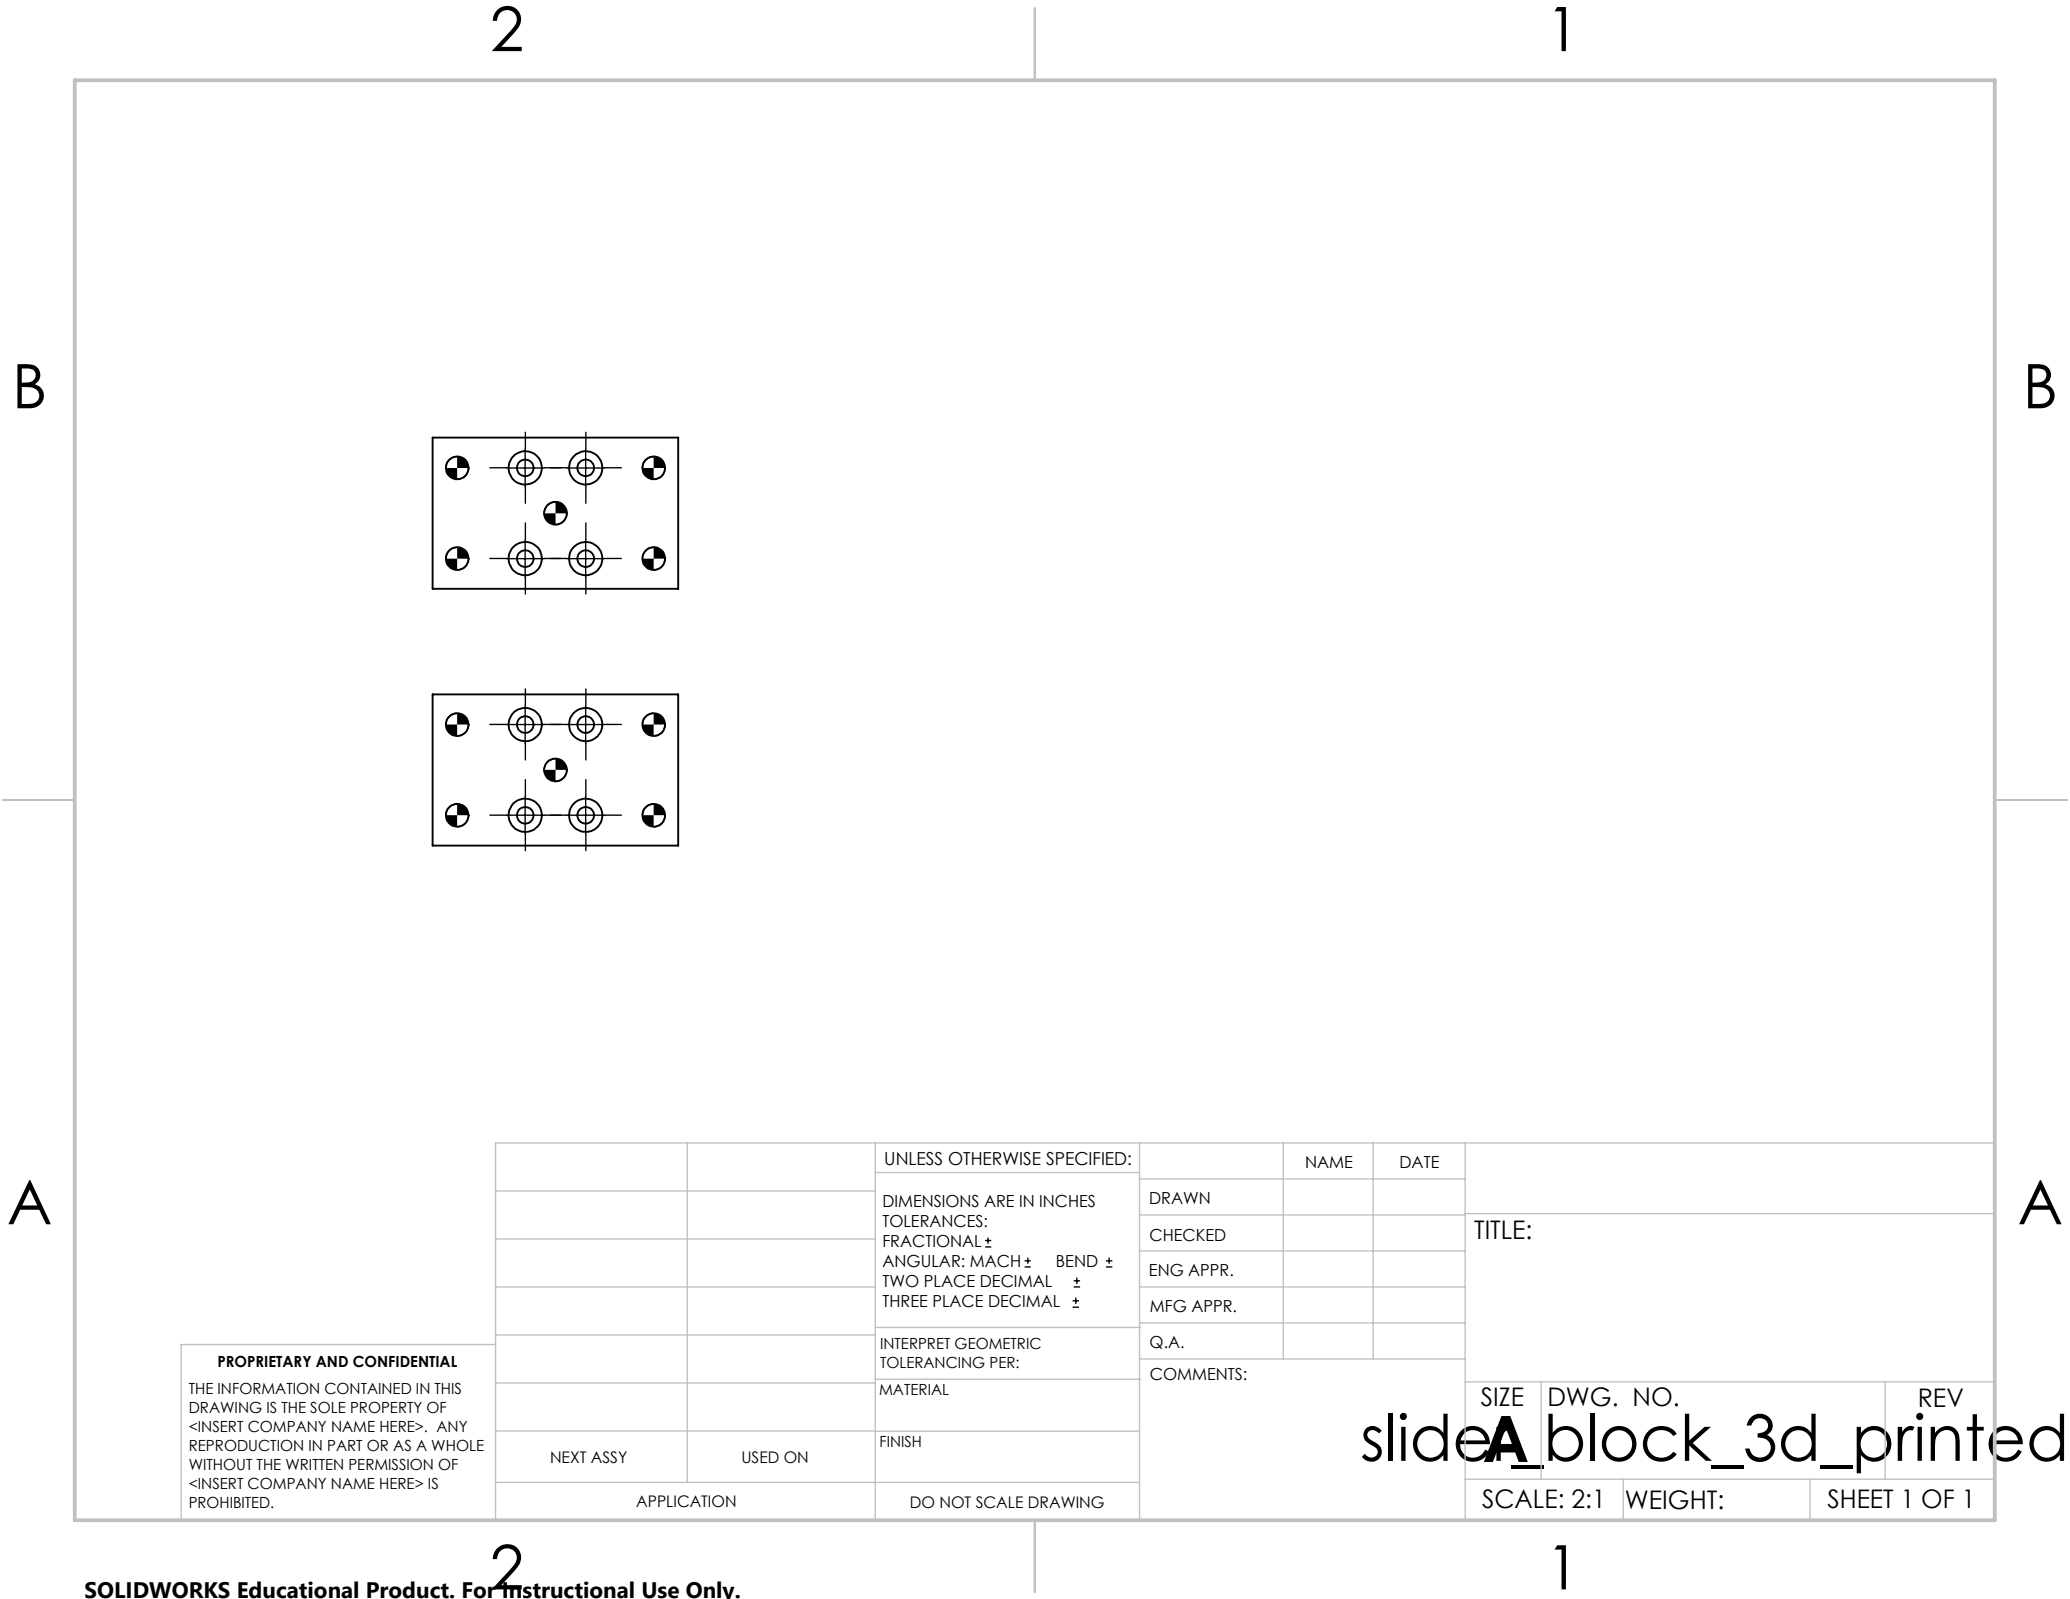 2
1
B
B
UNLESS OTHERWISE SPECIFIED:
NAME
DATE
A
A
DIMENSIONS ARE IN INCHES
TOLERANCES:
FRACTIONAL ±
ANGULAR: MACH ± BEND ±
TWO PLACE DECIMAL ±
THREE PLACE DECIMAL ±
DRAWN
CHECKED
ENG APPR.
MFG APPR.
Q.A.
TITLE:
INTERPRET GEOMETRIC
TOLERANCING PER:
COMMENTS:
MATERIAL
FINISH
PROPRIETARY AND CONFIDENTIAL
THE INFORMATION CONTAINED IN THIS
DRAWING IS THE SOLE PROPERTY OF
<INSERT COMPANY NAME HERE>. ANY
REPRODUCTION IN PART OR AS A WHOLE
WITHOUT THE WRITTEN PERMISSION OF
<INSERT COMPANY NAME HERE> IS
PROHIBITED.
NEXT ASSY
USED ON
APPLICATION
DO NOT SCALE DRAWING
SIZE
DWG. NO.
REV
A
slider_block_3d_printed
SCALE: 2:1
WEIGHT:
SHEET 1 OF 1
2
1
SOLIDWORKS Educational Product. For Instructional Use Only.